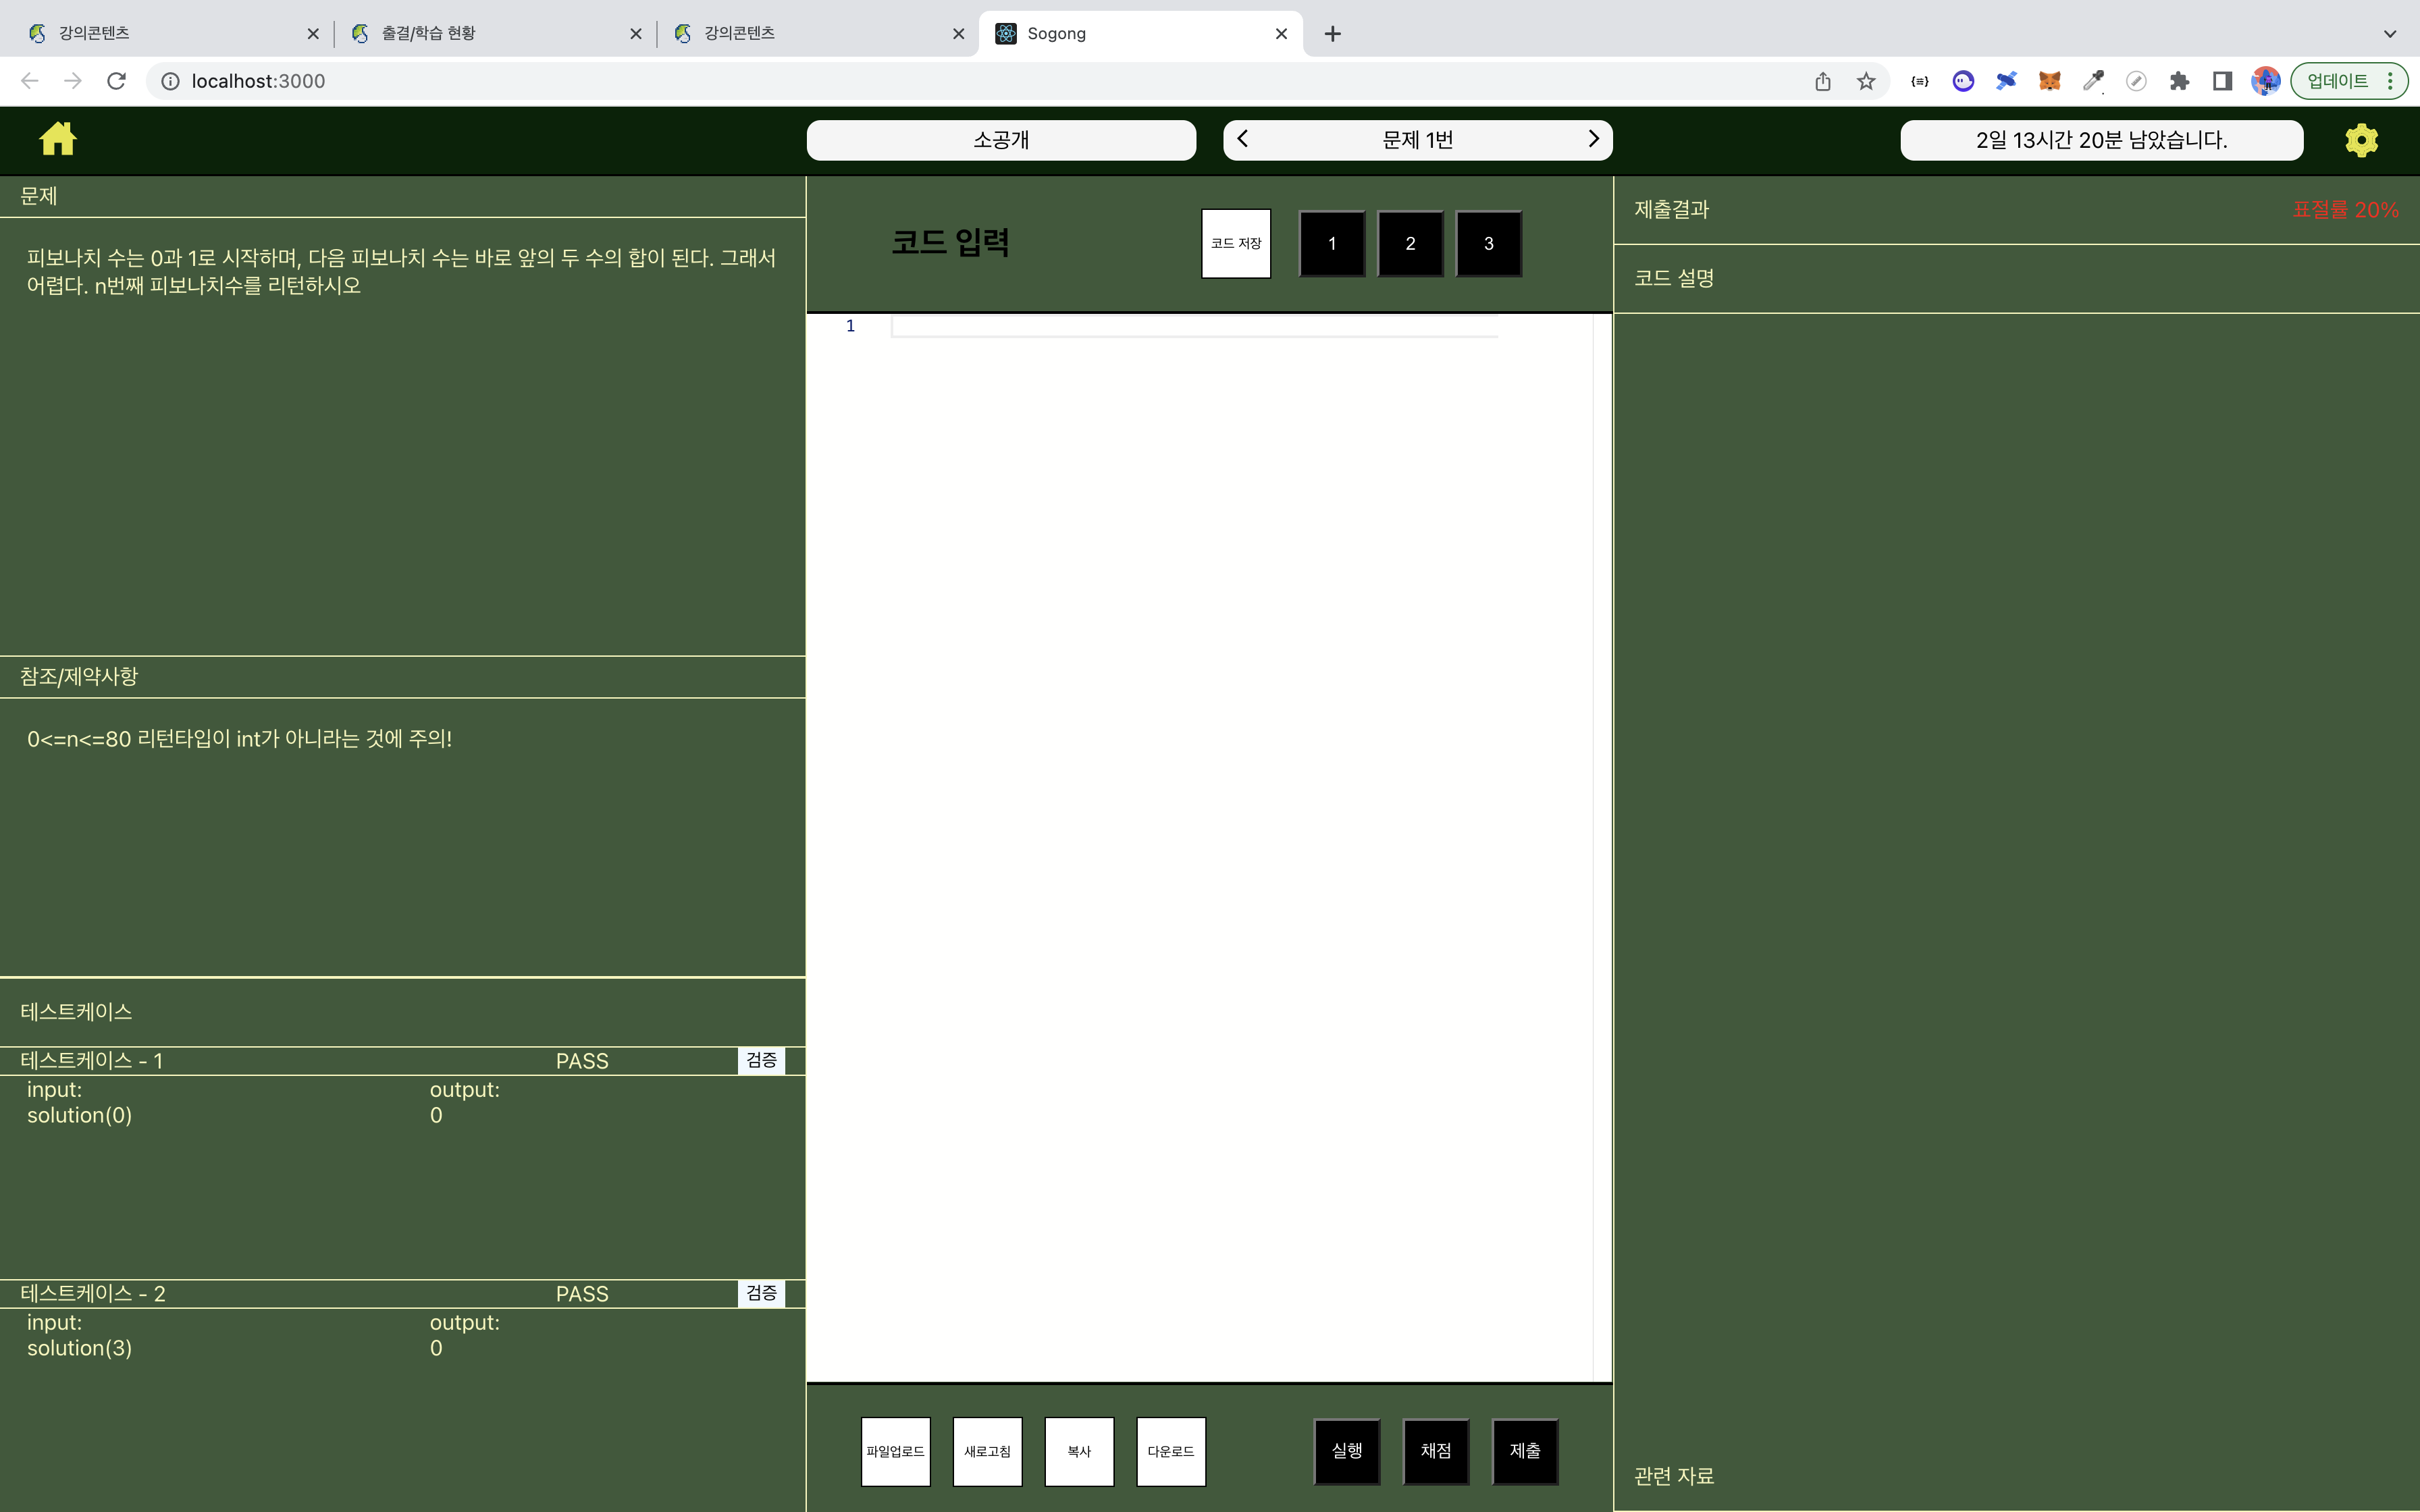 강의콘텐츠
출결/학습 현황
강의콘텐츠
Sogong
localhost:3000
업데이트
소공개
문제 1번
2일 13시간 20분 남았습니다.
문제
피보나치 수는 0과 1로 시작하며, 다음 피보나치 수는 바로 앞의 두 수의 합이 된다. 그래서
어렵다. n번째 피보나치수를 리턴하시오
참조/제약사항
0<=n<=80 리턴타입이 int가 아니라는 것에 주의!
테스트케이스
테스트케이스 - 1 PASS 검증
input: output:
solution(0) 0
테스트케이스 - 2 PASS 검증
input: output:
solution(3) 0
코드 입력
코드 저장
1
2
3
1
파일업로드
새로고침
복사
다운로드
실행
채점
제출
제출결과
표절률 20%
코드 설명
관련 자료